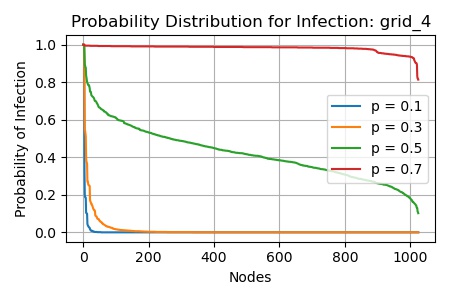 Probability Distribution for Infection: grid_4
Probability of Infection
1.0
0.8
0.6
0.4
0.2
0.0
p = 0.1
p = 0.3
p = 0.5
p = 0.7
0 200 400 600 800 1000
Nodes